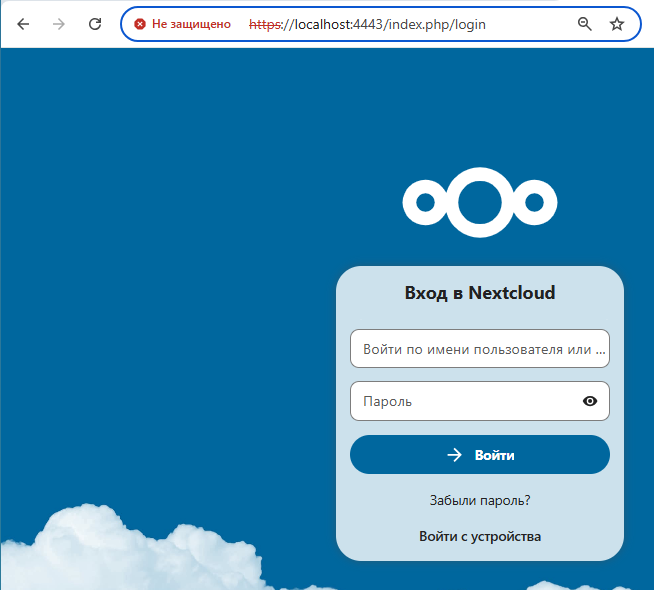 Не защищено https://localhost:4443/index.php/login
Вход в Nextcloud
Войти по имени пользователя или ...
Пароль
Войти
Забыли пароль?
Войти с устройства